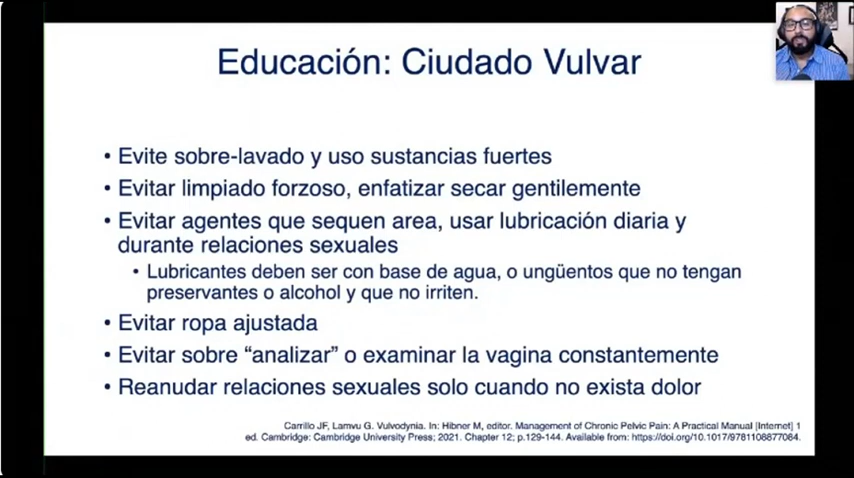 Educación: Ciudado Vulvar
• Evite sobre-lavado y uso sustancias fuertes
• Evitar limpiado forzoso, enfatizar secar gentilemente
• Evitar agentes que sequen area, usar lubricación diaria y
durante relaciones sexuales
• Lubricantes deben ser con base de agua, o ungüentos que no tengan
preservantes o alcohol y que no irriten.
• Evitar ropa ajustada
• Evitar sobre “analizar” o examinar la vagina constantemente
• Reanudar relaciones sexuales solo cuando no exista dolor
Carrillo JF, Lamvu G. Vulvodynia. In: Hibner M, editor. Management of Chronic Pelvic Pain: A Practical Manual [Internet] 1
ed. Cambridge: Cambridge University Press; 2021. Chapter 12; p.129-144. Available from: https://doi.org/10.1017/9781108877084.